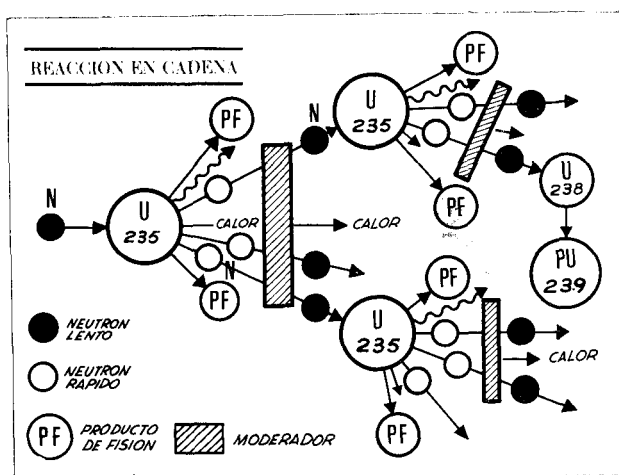 REACCION EN CADENA
N
U
235
PF
PF
N
CALOR
CALOR
N
U
235
PF
PF
U
238
PU
239
U
235
PF
PF
CALOR
NEUTRON
LENTO
NEUTRON
RAPIDO
PF
PRODUCTO
DE FISION
MODERADOR